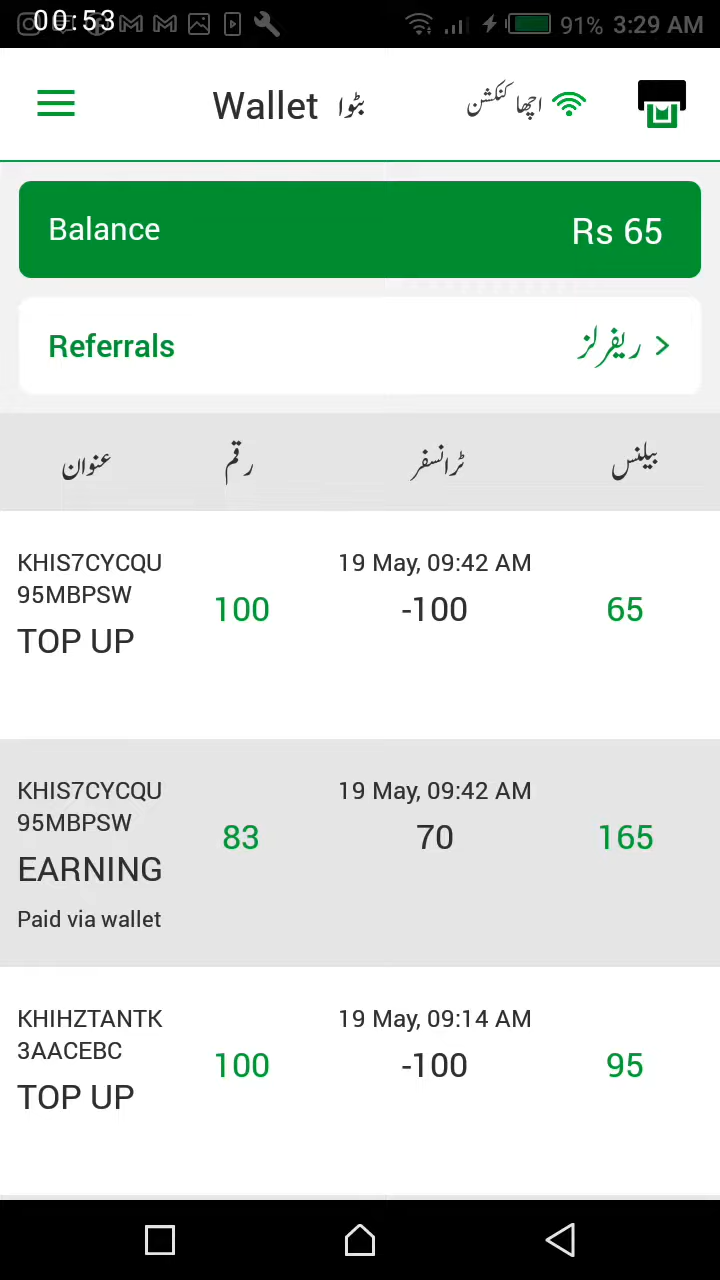 00:53 91% 3:29 AM
Wallet بٹوا اچھا کنکشن
Balance Rs 65
Referrals ریفرلز >
عنوان رقم ٹرانسفر بیلنس
KHIS7CYCQU 19 May, 09:42 AM
95MBPSW 100 -100 65
TOP UP
KHIS7CYCQU 19 May, 09:42 AM
95MBPSW 83 70 165
EARNING
Paid via wallet
KHIHZTANTK 19 May, 09:14 AM
3AACEBC 100 -100 95
TOP UP